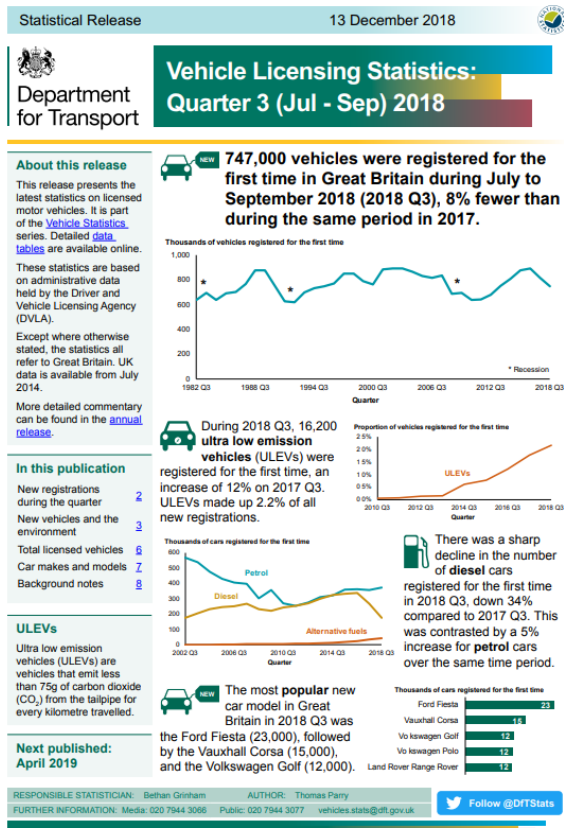 Statistical Release
13 December 2018
NATIONAL STATISTICS
Department
for Transport
Vehicle Licensing Statistics:
Quarter 3 (Jul - Sep) 2018
About this release
This release presents the
latest statistics on licensed
motor vehicles. It is part
of the Vehicle Statistics
series. Detailed data
tables are available online.
These statistics are based
on administrative data
held by the Driver and
Vehicle Licensing Agency
(DVLA).
Except where otherwise
stated, the statistics all
refer to Great Britain. UK
data is available from July
2014.
More detailed commentary
can be found in the annual
release.
In this publication
New registrations
during the quarter 2
New vehicles and the
environment 3
Total licensed vehicles 6
Car makes and models 7
Background notes 8
ULEVs
Ultra low emission
vehicles (ULEVs) are
vehicles that emit less
than 75g of carbon dioxide
(CO2) from the tailpipe for
every kilometre travelled.
Next published:
April 2019
NEW
747,000 vehicles were registered for the
first time in Great Britain during July to
September 2018 (2018 Q3), 8% fewer than
during the same period in 2017.
Thousands of vehicles registered for the first time
1,000
800
600
400
200
0
* * *
* Recession
1982 Q3 1988 Q3 1994 Q3 2000 Q3 2006 Q3 2012 Q3 2018 Q3
Quarter
During 2018 Q3, 16,200
ultra low emission
vehicles (ULEVs) were
registered for the first time, an
increase of 12% on 2017 Q3.
ULEVs made up 2.2% of all
new registrations.
Proportion of vehicles registered for the first time
2.5%
2.0%
1.5%
1.0%
0.5%
0.0%
ULEVs
2010 Q3 2012 Q3 2014 Q3 2016 Q3 2018 Q3
Quarter
Thousands of cars registered for the first time
600
500
400
300
200
100
0
Petrol
Diesel
Alternative fuels
2002 Q3 2006 Q3 2010 Q3 2014 Q3 2018 Q3
Quarter
There was a sharp
decline in the number
of diesel cars
registered for the first time
in 2018 Q3, down 34%
compared to 2017 Q3. This
was contrasted by a 5%
increase for petrol cars
over the same time period.
NEW
The most popular new
car model in Great
Britain in 2018 Q3 was
the Ford Fiesta (23,000), followed
by the Vauxhall Corsa (15,000),
and the Volkswagen Golf (12,000).
Thousands of cars registered for the first time
Ford Fiesta 23
Vauxhall Corsa 15
Volkswagen Golf 12
Volkswagen Polo 12
Land Rover Range Rover 12
RESPONSIBLE STATISTICIAN: Bethan Grinham AUTHOR: Thomas Parry
FURTHER INFORMATION: Media: 020 7944 3066 Public: 020 7944 3077 vehicles.stats@dft.gov.uk
Follow @DfTStats